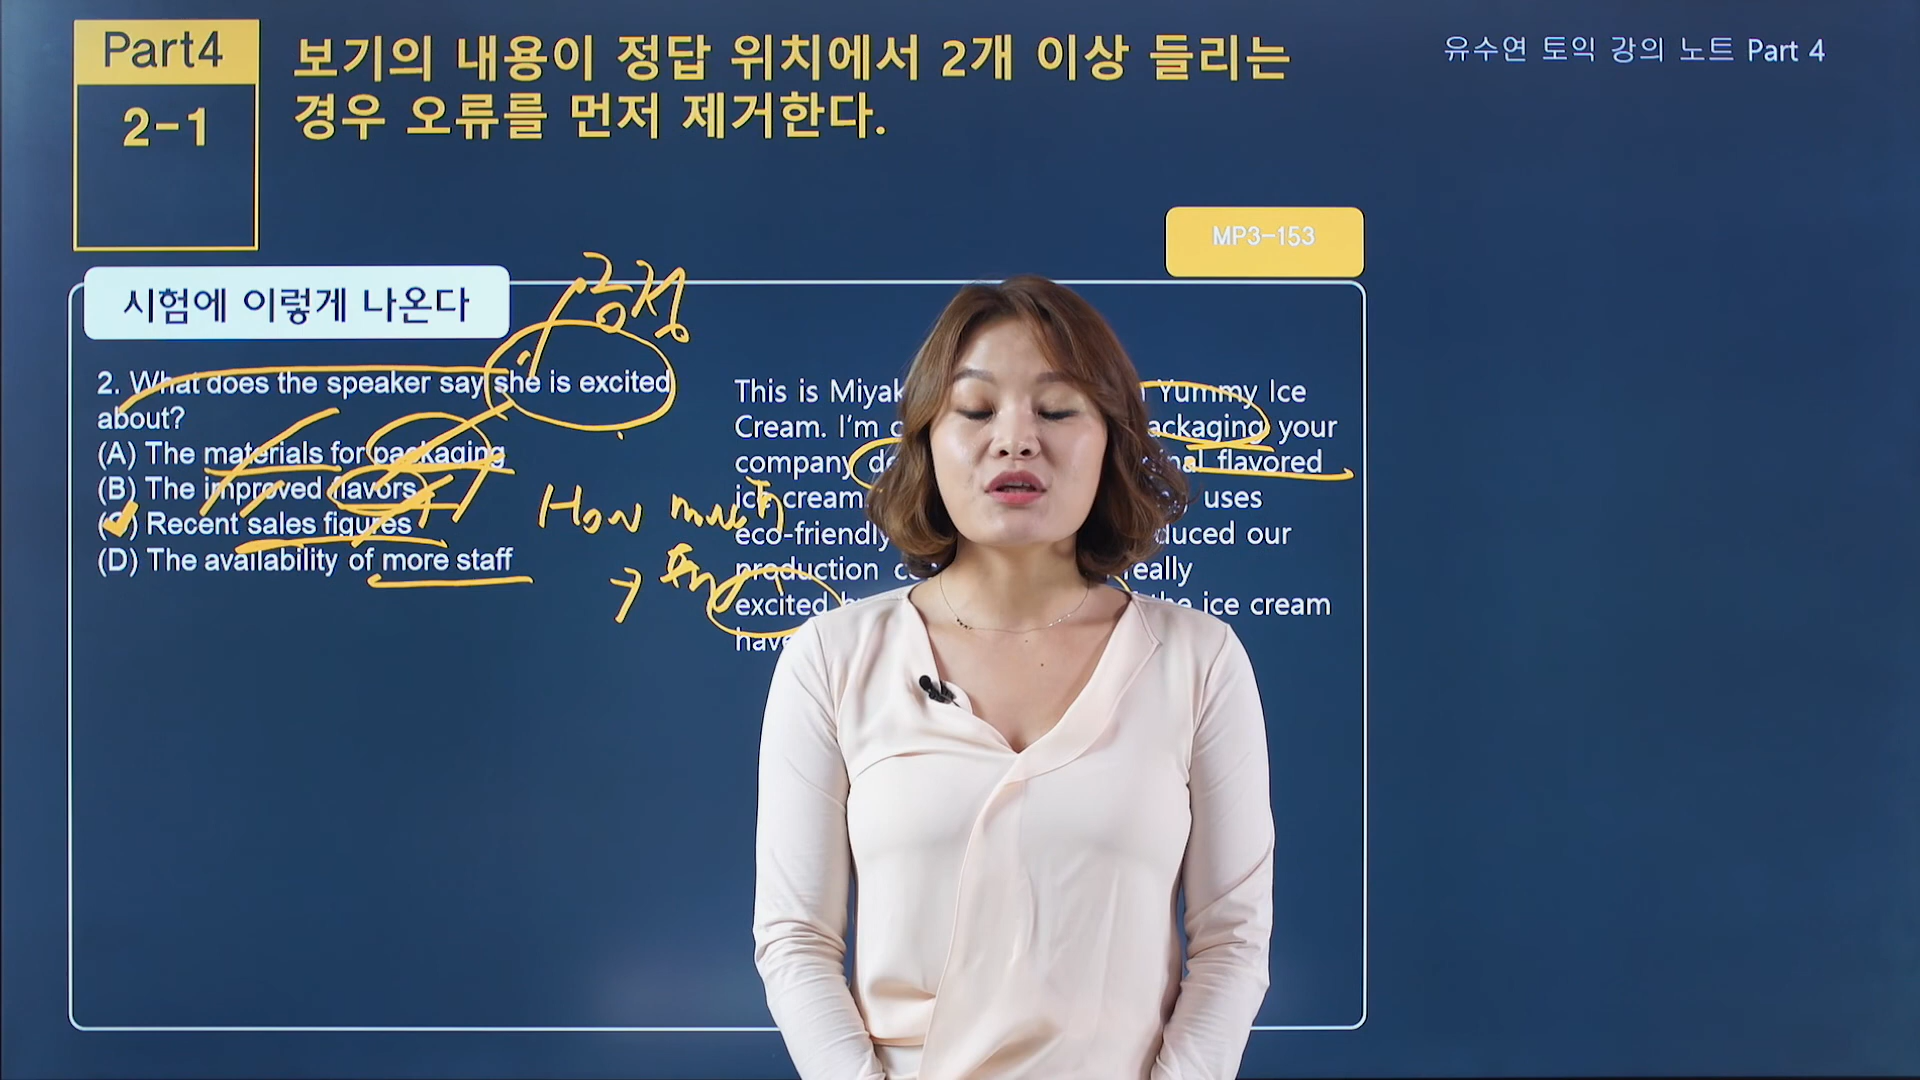 Part4
2-1
보기의 내용이 정답 위치에서 2개 이상 들리는
경우 오류를 먼저 제거한다.
유수연 토익 강의 노트 Part 4
MP3-153
시험에 이렇게 나온다
긍정
2. What does the speaker say she is excited
about?
(A) The materials for packaging
(B) The improved flavors
(C) Recent sales figures
(D) The availability of more staff
How much
This is Yummy Ice
Cream. I'm packaging your
company flavored
ice cream. uses
eco-friendly our
production really
excited the ice cream